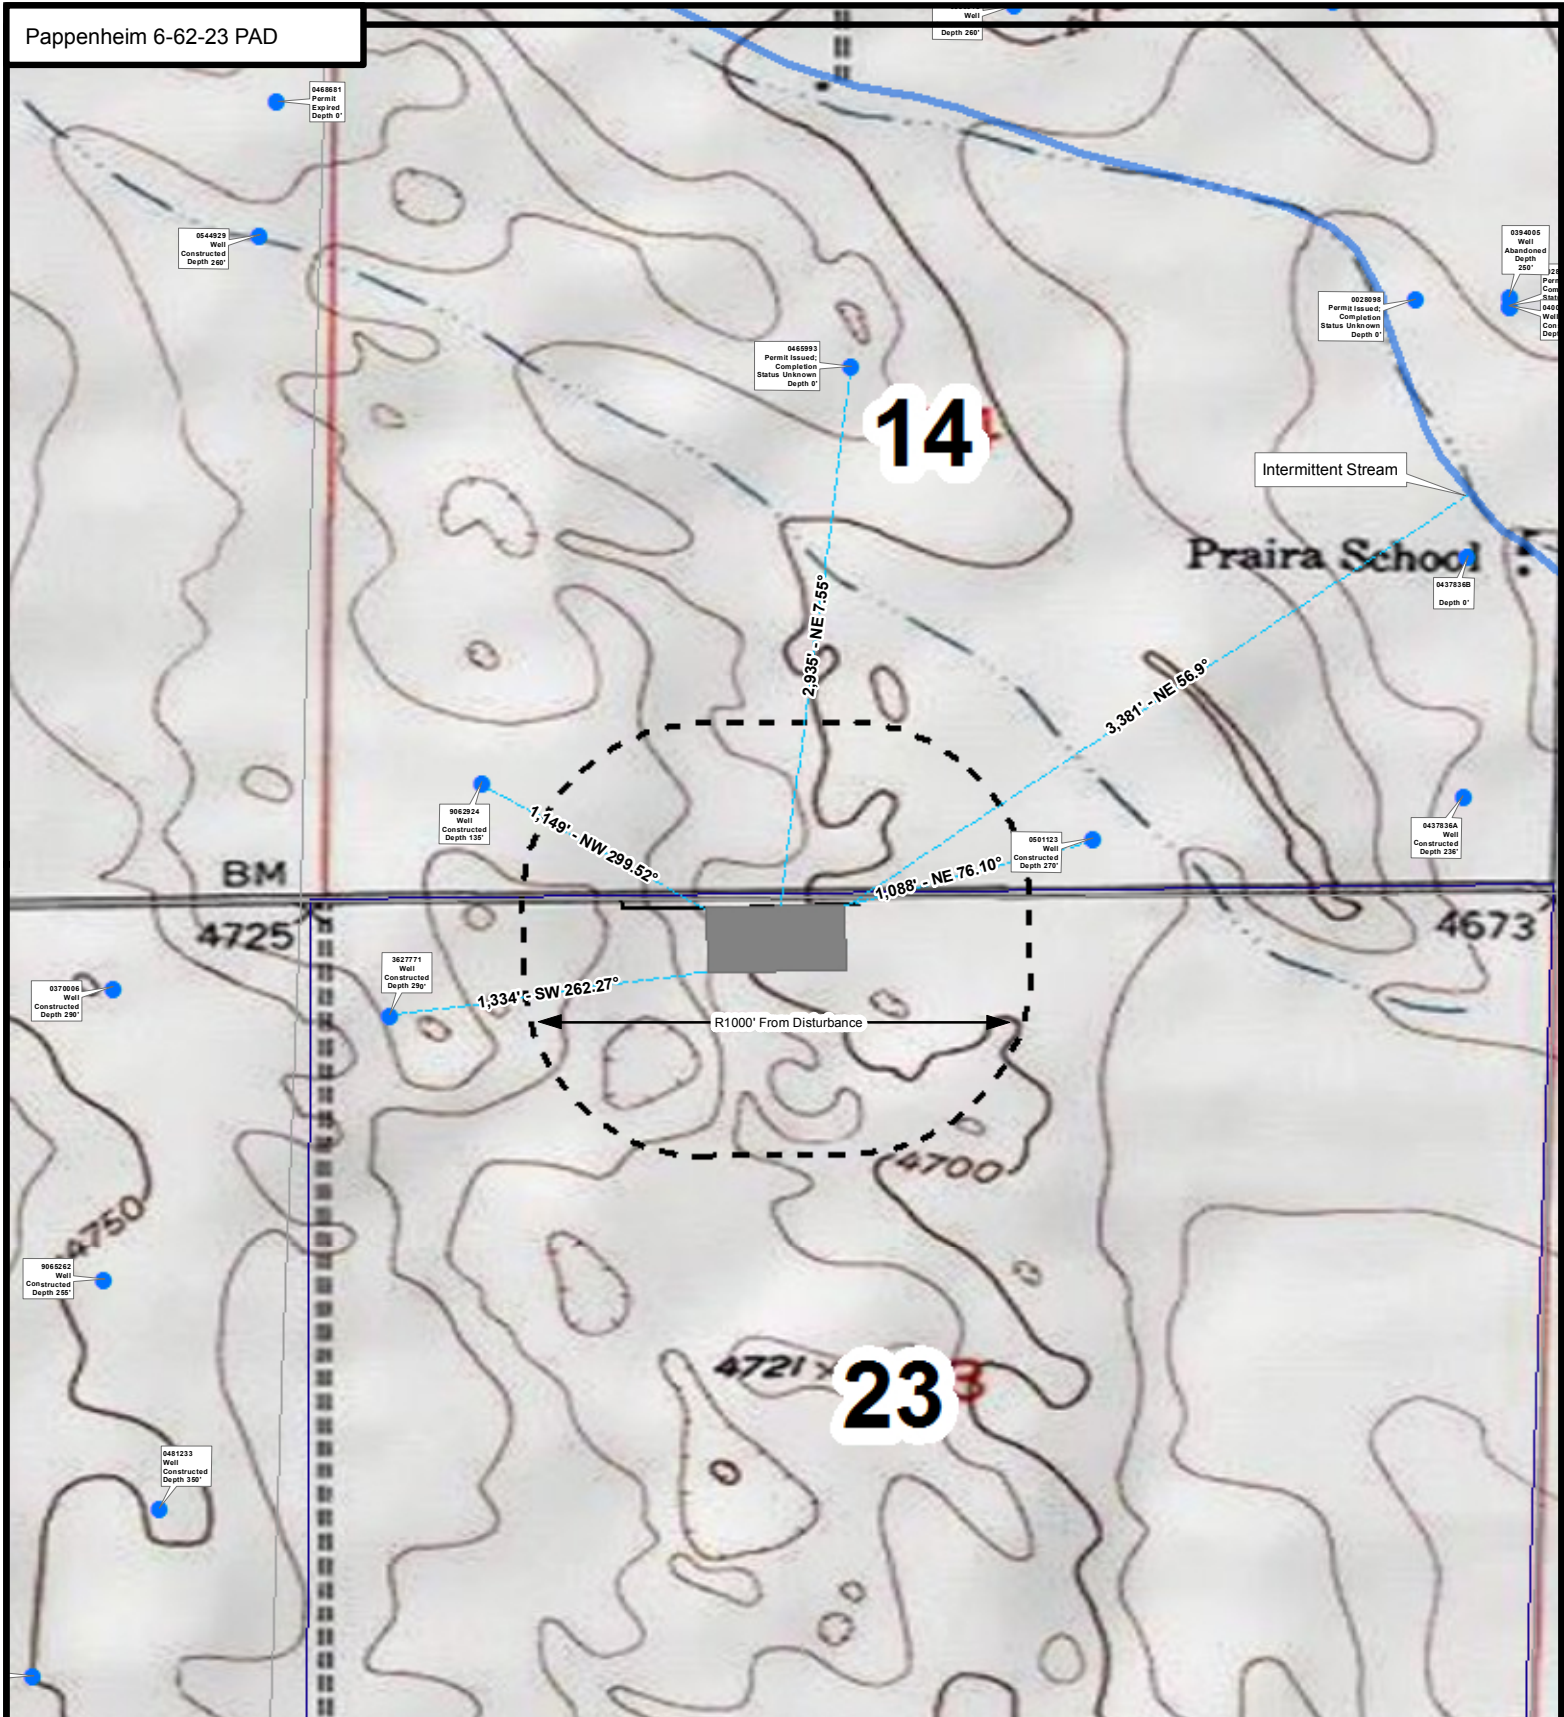 Well
Depth 260'
Pappenheim 6-62-23 PAD
0468681
Permit
Expired
Depth 0'
0544929
Well
Constructed
Depth 260'
0394005
Well
Abandoned
Depth
250'
0028098
Permit Issued;
Completion
Status Unknown
Depth 0'
0465993
Permit Issued;
Completion
Status Unknown
Depth 0'
14
Intermittent Stream
Praira School
0437836B
Depth 0'
2,935' - NE 7.55°
3,381' - NE 56.9°
9062924
Well
Constructed
Depth 135'
1,149' - NW 299.52°
0437836A
Well
Constructed
Depth 236'
0501123
Well
Constructed
Depth 270'
1,088' - NE 76.10°
BM
4725
4673
3627771
Well
Constructed
Depth 290'
0370006
Well
Constructed
Depth 290'
1,334' - SW 262.27°
R1000' From Disturbance
4700
4750
9065262
Well
Constructed
Depth 255'
4721
23
0481233
Well
Constructed
Depth 350'